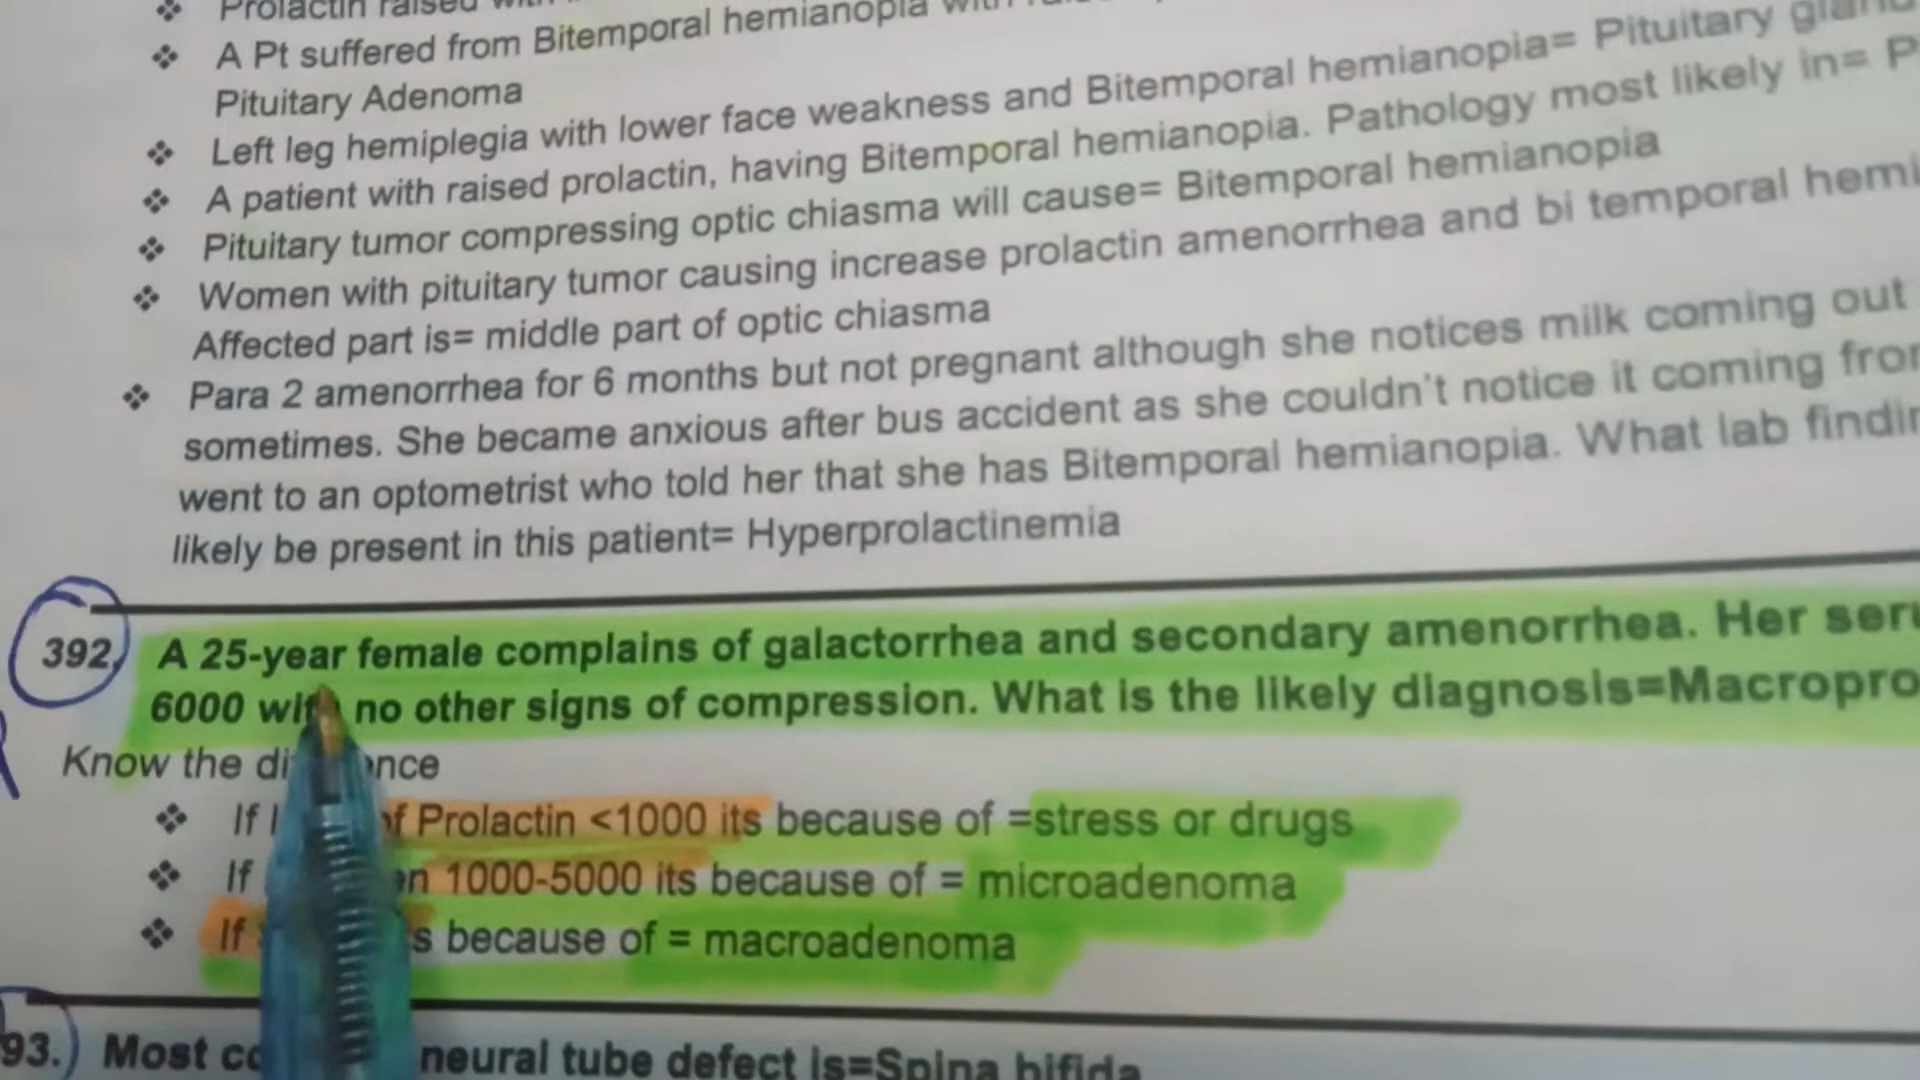 ❖ Prolactin raised
❖ A Pt suffered from Bitemporal hemianopia with
Pituitary Adenoma
❖ Left leg hemiplegia with lower face weakness and Bitemporal hemianopia= Pituitary
❖ A patient with raised prolactin, having Bitemporal hemianopia. Pathology most likely in=
❖ Pituitary tumor compressing optic chiasma will cause= Bitemporal hemianopia
❖ Women with pituitary tumor causing increase prolactin amenorrhea and bi temporal
Affected part is= middle part of optic chiasma
❖ Para 2 amenorrhea for 6 months but not pregnant although she notices milk coming out
sometimes. She became anxious after bus accident as she couldn't notice it coming
went to an optometrist who told her that she has Bitemporal hemianopia. What lab
likely be present in this patient= Hyperprolactinemia
392. A 25-year female complains of galactorrhea and secondary amenorrhea. Her
6000 no other signs of compression. What is the likely diagnosis=
Know the
❖ If Prolactin <1000 its because of =stress or drugs
❖ If 1000-5000 its because of = microadenoma
❖ If because of = macroadenoma
93. Most neural tube defect is=Spina bifida